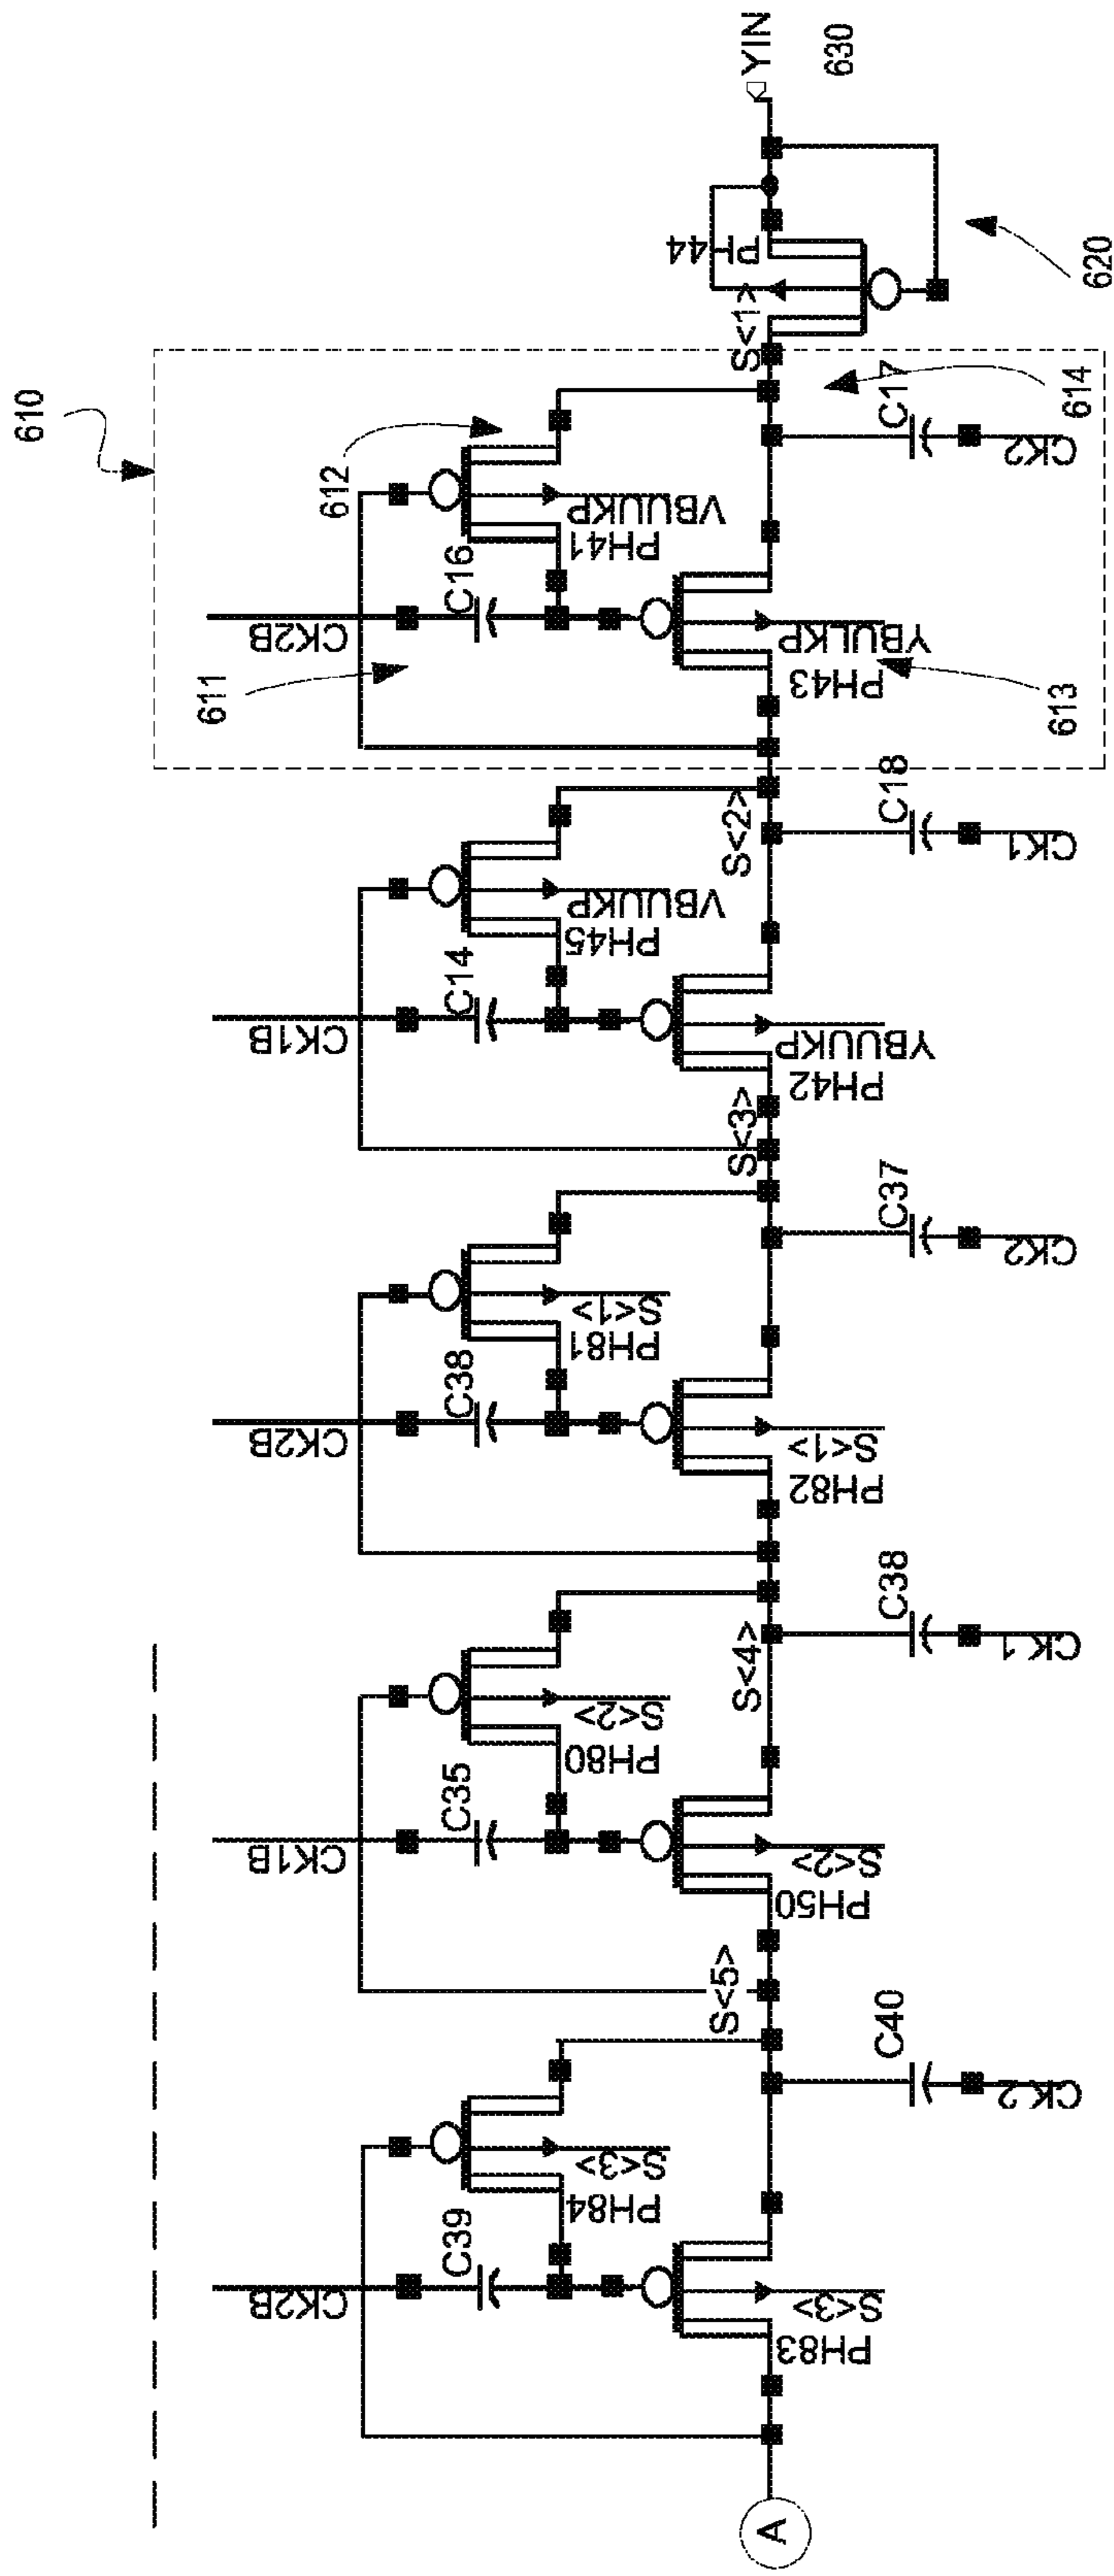 610
YIN
630
PH44
620
S<1>
612
614
C17
CK2
VBUUKP
PH41
C16
CK2B
611
YBULKP
PH43
613
S<2>
C18
CK1
VBUUKP
PH45
C14
CK1B
YBUUKP
PH42
S<3>
C37
CK2
S<1>
PH81
C38
CK2B
S<1>
PH82
S<4>
C38
CK1
S<2>
PH80
C35
CK1B
S<2>
PH50
S<5>
C40
CK2
S<3>
PH84
C39
CK2B
S<3>
PH83
A